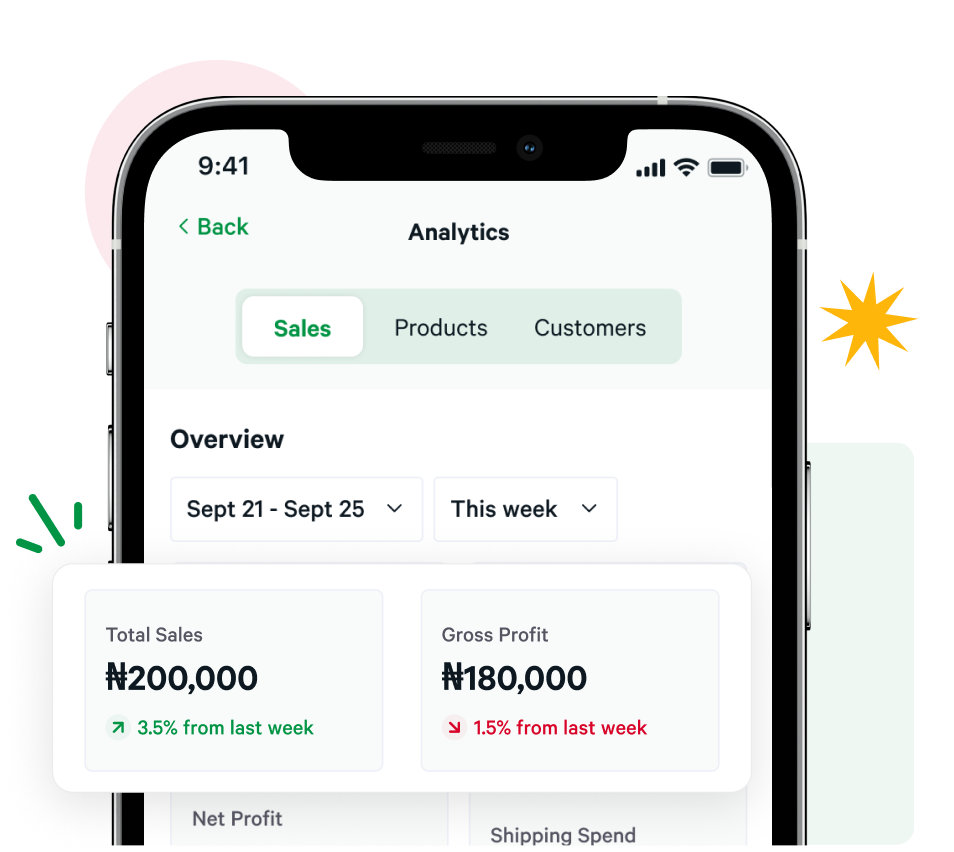 9:41
Back
Analytics
Sales Products Customers
Overview
Sept 21 - Sept 25 This week
Total Sales Gross Profit
₦200,000 ₦180,000
3.5% from last week 1.5% from last week
Net Profit
Shipping Spend